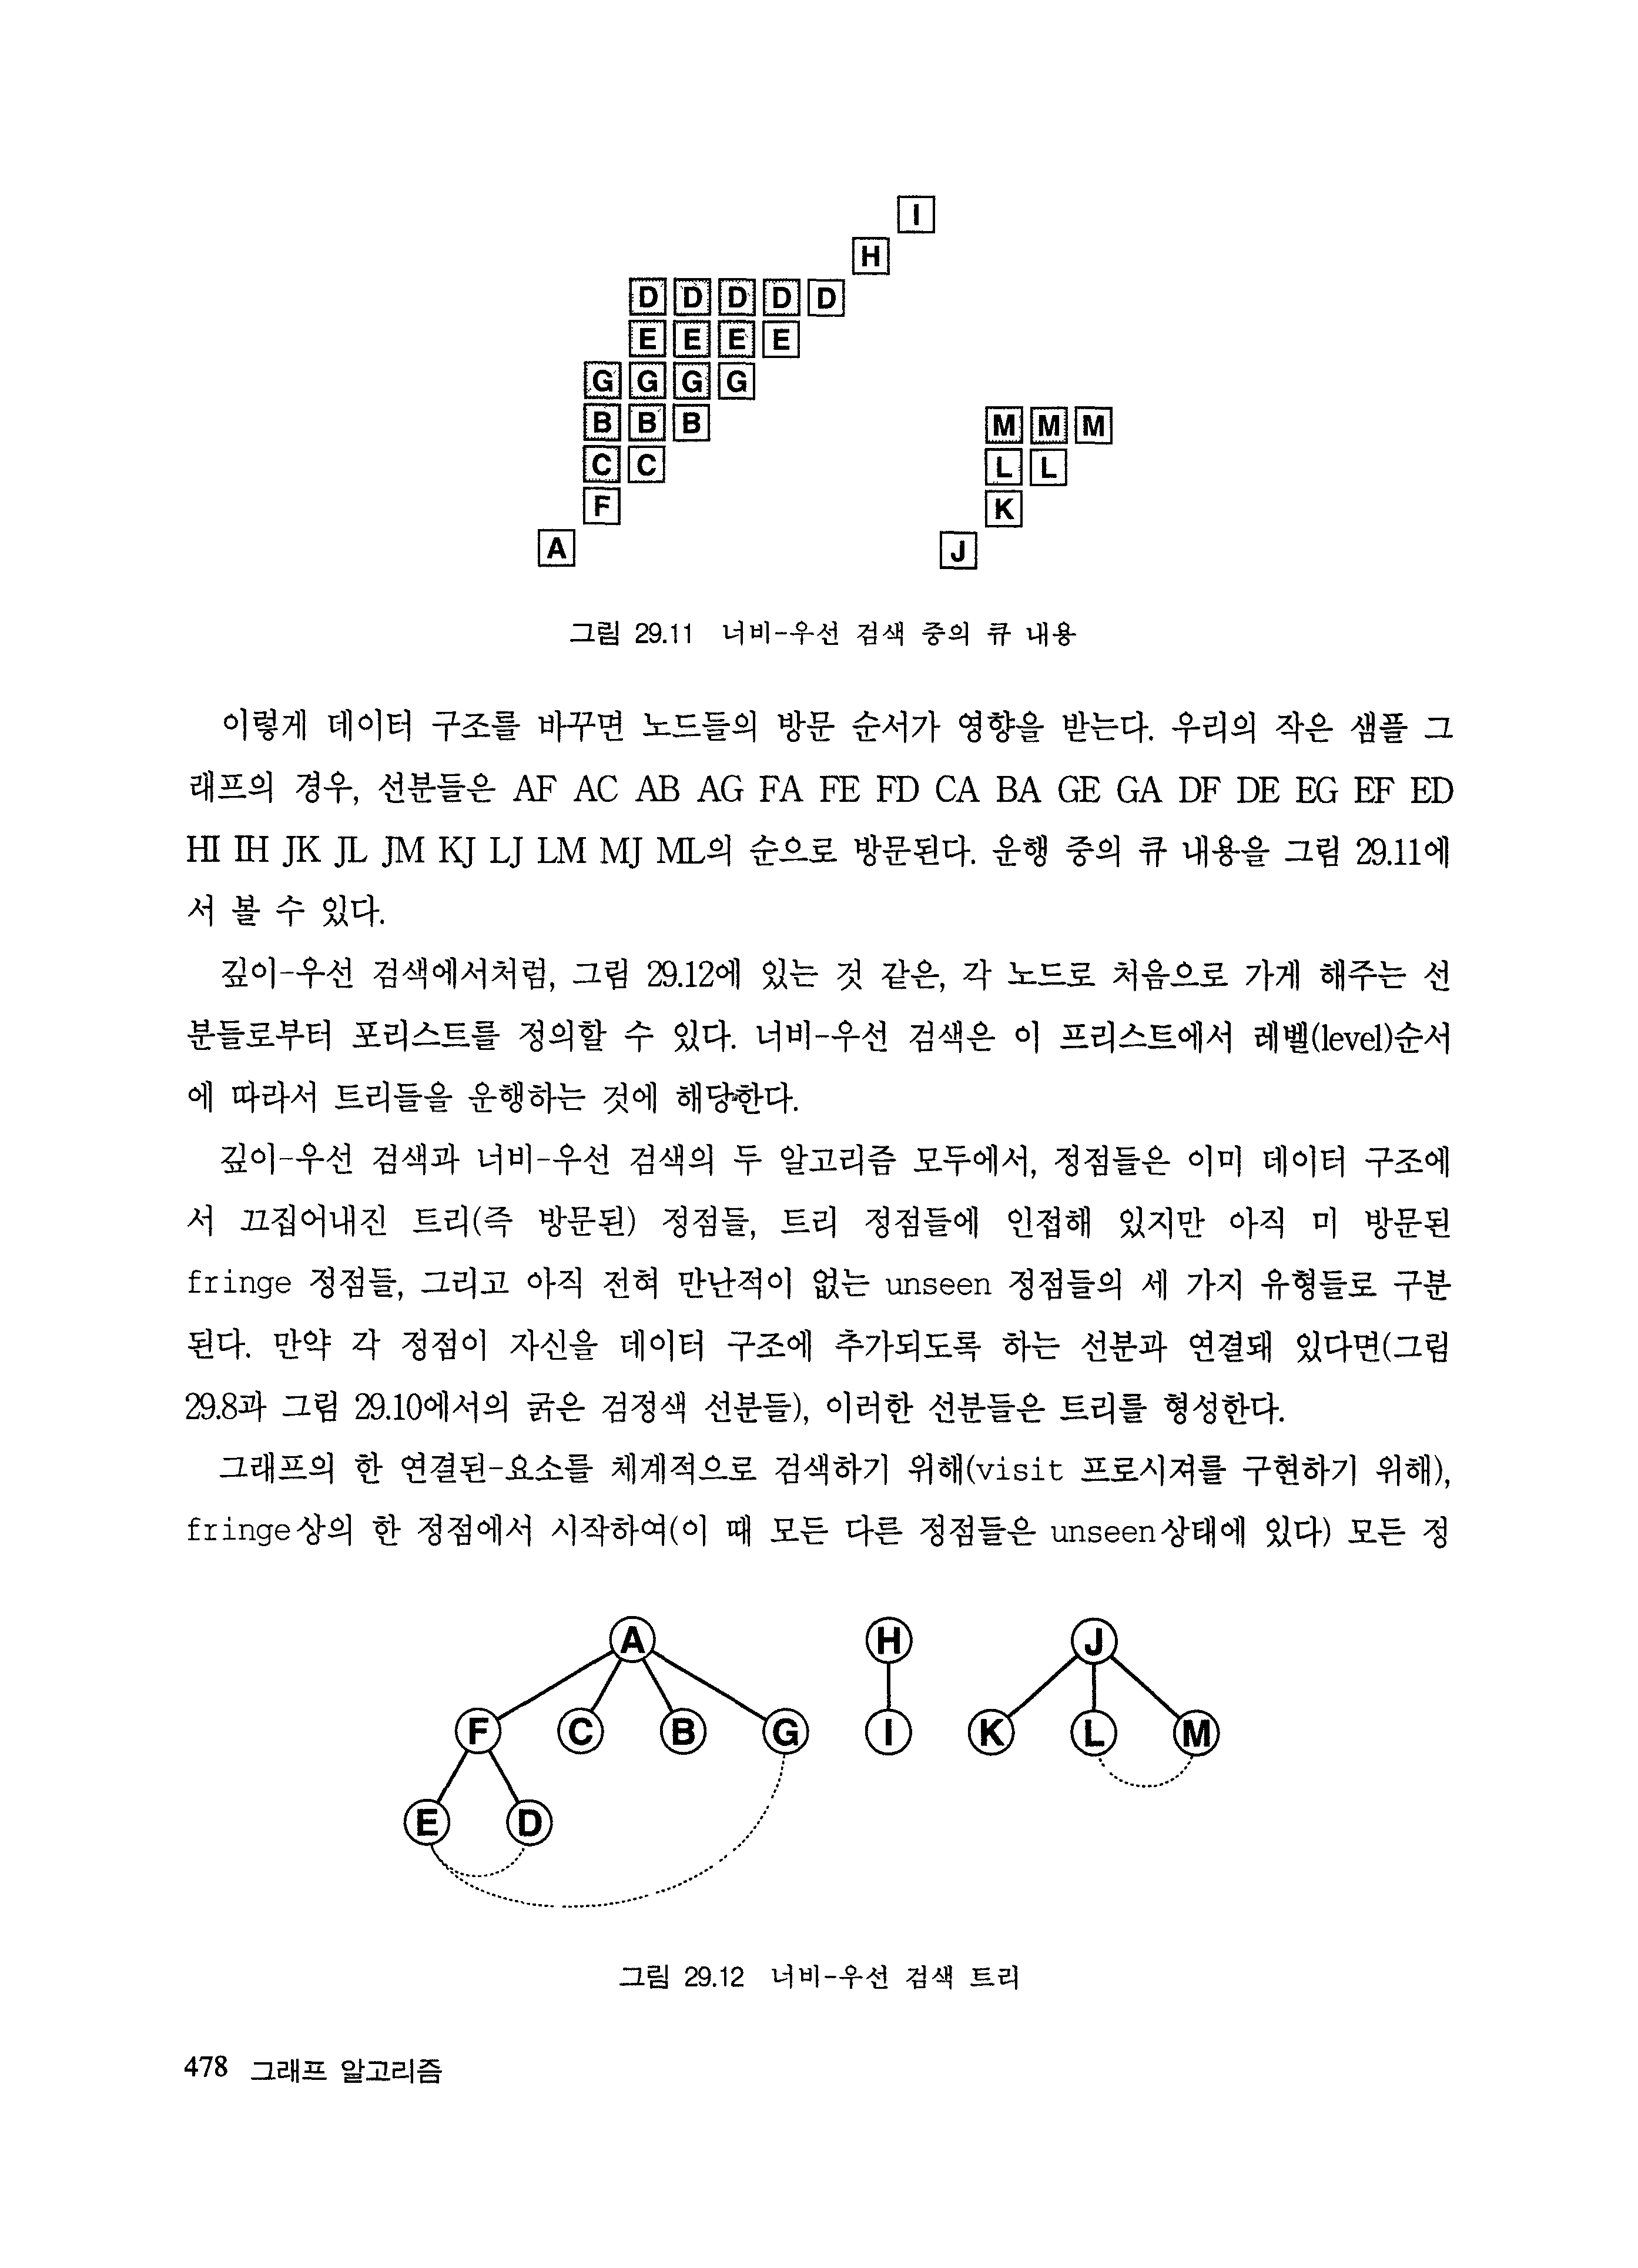 I
H
D D D D D
E E E E
G G G G
B B B
C C
F
A
M M M
L L
K
J
그림 29.11 너비-우선 검색 중의 큐 내용
이렇게 데이터 구조를 바꾸면 노드들의 방문 순서가 영향을 받는다. 우리의 작은 샘플 그
래프의 경우, 선분들은 AF AC AB AG FA FE FD CA BA GE GA DF DE EG EF ED
HI IH JK JL JM KJ LJ LM MJ ML의 순으로 방문된다. 운행 중의 큐 내용을 그림 29.11에
서 볼 수 있다.
깊이-우선 검색에서처럼, 그림 29.12에 있는 것 같은, 각 노드로 처음으로 가게 해주는 선
분들로부터 포리스트를 정의할 수 있다. 너비-우선 검색은 이 프리스트에서 레벨(level)순서
에 따라서 트리들을 운행하는 것에 해당한다.
깊이-우선 검색과 너비-우선 검색의 두 알고리즘 모두에서, 정점들은 이미 데이터 구조에
서 끄집어내진 트리(즉 방문된) 정점들, 트리 정점들에 인접해 있지만 아직 미 방문된
fringe 정점들, 그리고 아직 전혀 만난적이 없는 unseen 정점들의 세 가지 유형들로 구분
된다. 만약 각 정점이 자신을 데이터 구조에 추가되도록 하는 선분과 연결돼 있다면(그림
29.8과 그림 29.10에서의 굵은 검정색 선분들), 이러한 선분들은 트리를 형성한다.
그래프의 한 연결된-요소를 체계적으로 검색하기 위해(visit 프로시져를 구현하기 위해),
fringe상의 한 정점에서 시작하여(이 때 모든 다른 정점들은 unseen상태에 있다) 모든 정
A H J
F C B G I K L M
E D
그림 29.12 너비-우선 검색 트리
478 그래프 알고리즘